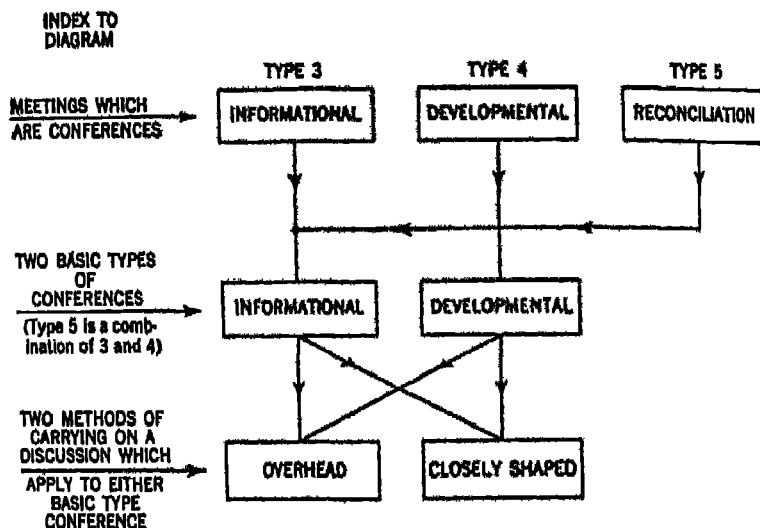 INDEX TO
DIAGRAM
TYPE 3
TYPE 4
TYPE 5
MEETINGS WHICH
ARE CONFERENCES
INFORMATIONAL
DEVELOPMENTAL
RECONCILIATION
TWO BASIC TYPES
OF
CONFERENCES
(Type 5 is a comb-
ination of 3 and 4)
INFORMATIONAL
DEVELOPMENTAL
TWO METHODS OF
CARRYING ON A
DISCUSSION WHICH
APPLY TO EITHER
BASIC TYPE
CONFERENCE
OVERHEAD
CLOSELY SHAPED